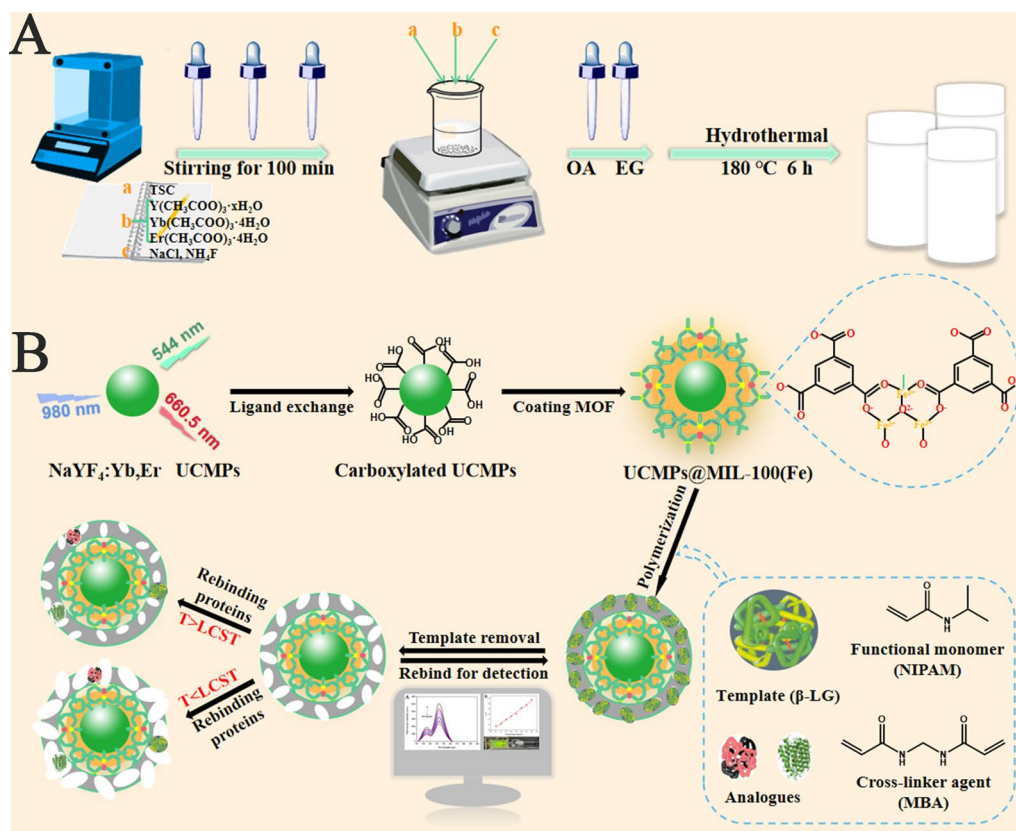 A
a b c
Stirring for 100 min
OA EG
Hydrothermal
180 °C 6 h
a TSC
Y(CH₃COO)₃·xH₂O
b Yb(CH₃COO)₃·4H₂O
Er(CH₃COO)₃·4H₂O
c NaCl, NH₄F
B
544 nm
980 nm
660.5 nm
NaYF₄:Yb,Er UCMPs
Ligand exchange
Carboxylated UCMPs
Coating MOF
UCMPs@MIL-100(Fe)
Polymerization
Rebinding
proteins
T>LCST
T<LCST
Rebinding
proteins
Template removal
Rebind for detection
Template (β-LG)
Functional monomer
(NIPAM)
Analogues
Cross-linker agent
(MBA)